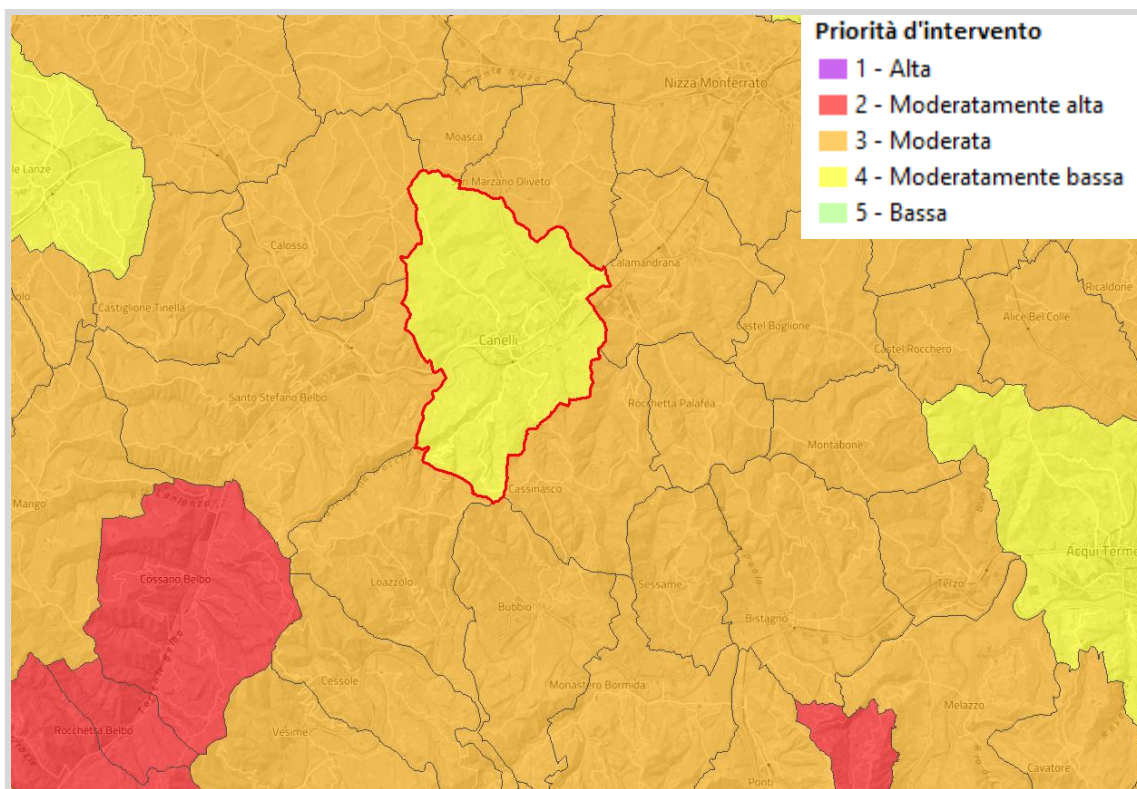 Priorità d'intervento
1 - Alta
2 - Moderatamente alta
3 - Moderata
4 - Moderatamente bassa
5 - Bassa
Nizza Monferrato
Moasca
San Marzano Oliveto
Calosso
Calamandrana
Castiglione Tinella
Ricaldone
Alice Bel Colle
Castel Boglione
Castel Rocchero
Canelli
Santo Stefano Belbo
Rocchetta Palafea
Montabone
Cassinasco
Mango
Acqui Terme
Cossano Belbo
Loazzolo
Sessame
Terzo
Bubbio
Bistagno
Cessole
Monastero Bormida
Melazzo
Rocchetta Belbo
Vesime
Cavatore
Ponti